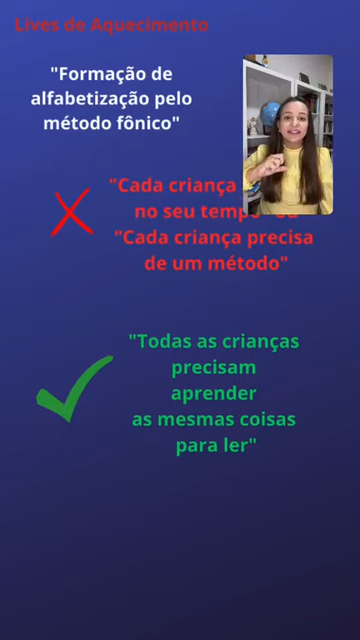 Lives de Aquecimento
"Formação de
alfabetização pelo
método fônico"
"Cada criança
no seu tempo" ou
"Cada criança precisa
de um método"
"Todas as crianças
precisam
aprender
as mesmas coisas
para ler"